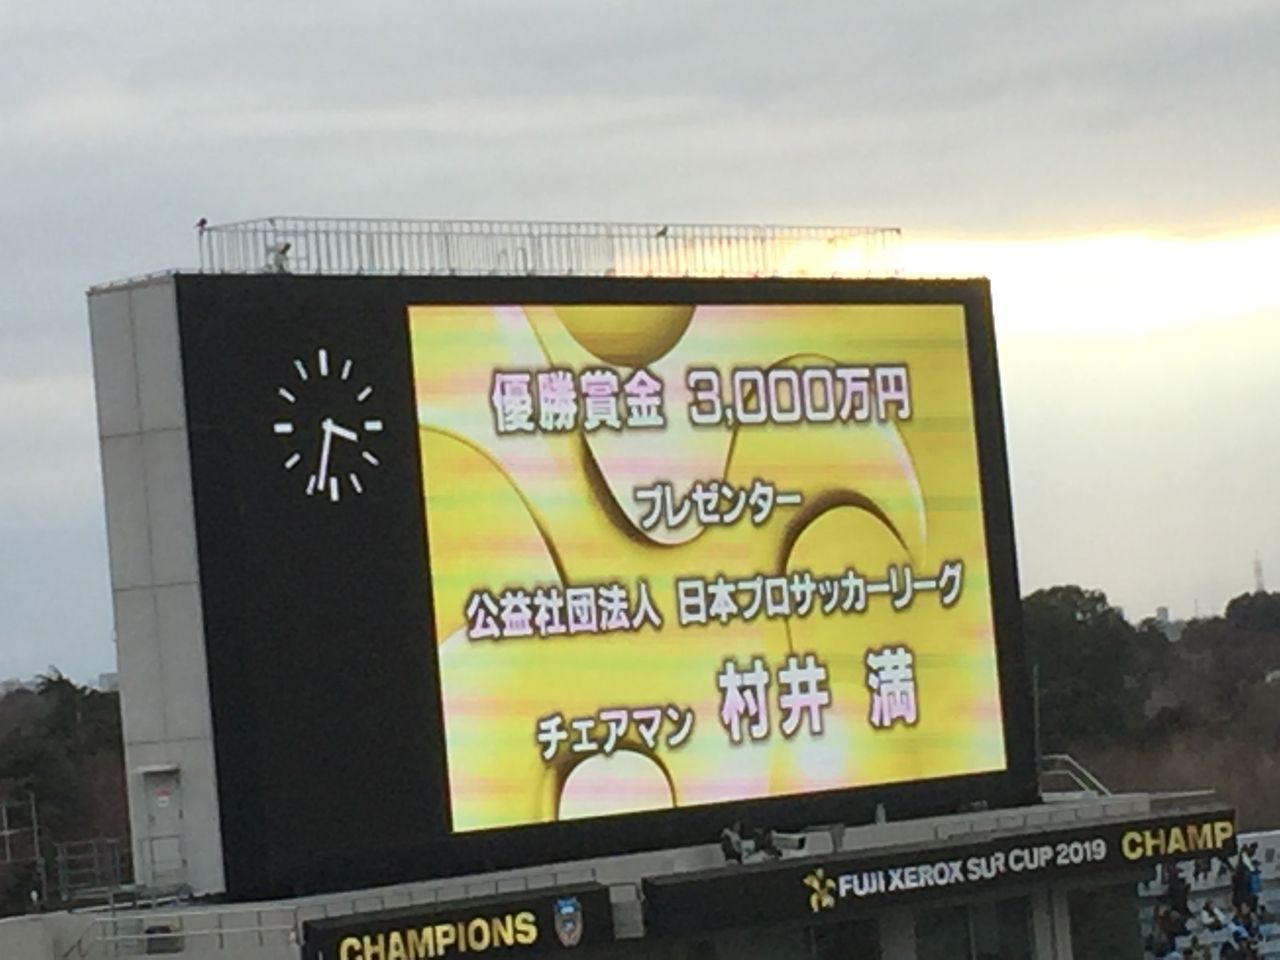 優勝賞金 3,000万円
プレゼンター
公益社団法人 日本プロサッカーリーグ
チェアマン 村井 満
CHAMPIONS
FUJI XEROX SUPER CUP 2019
CHAMP